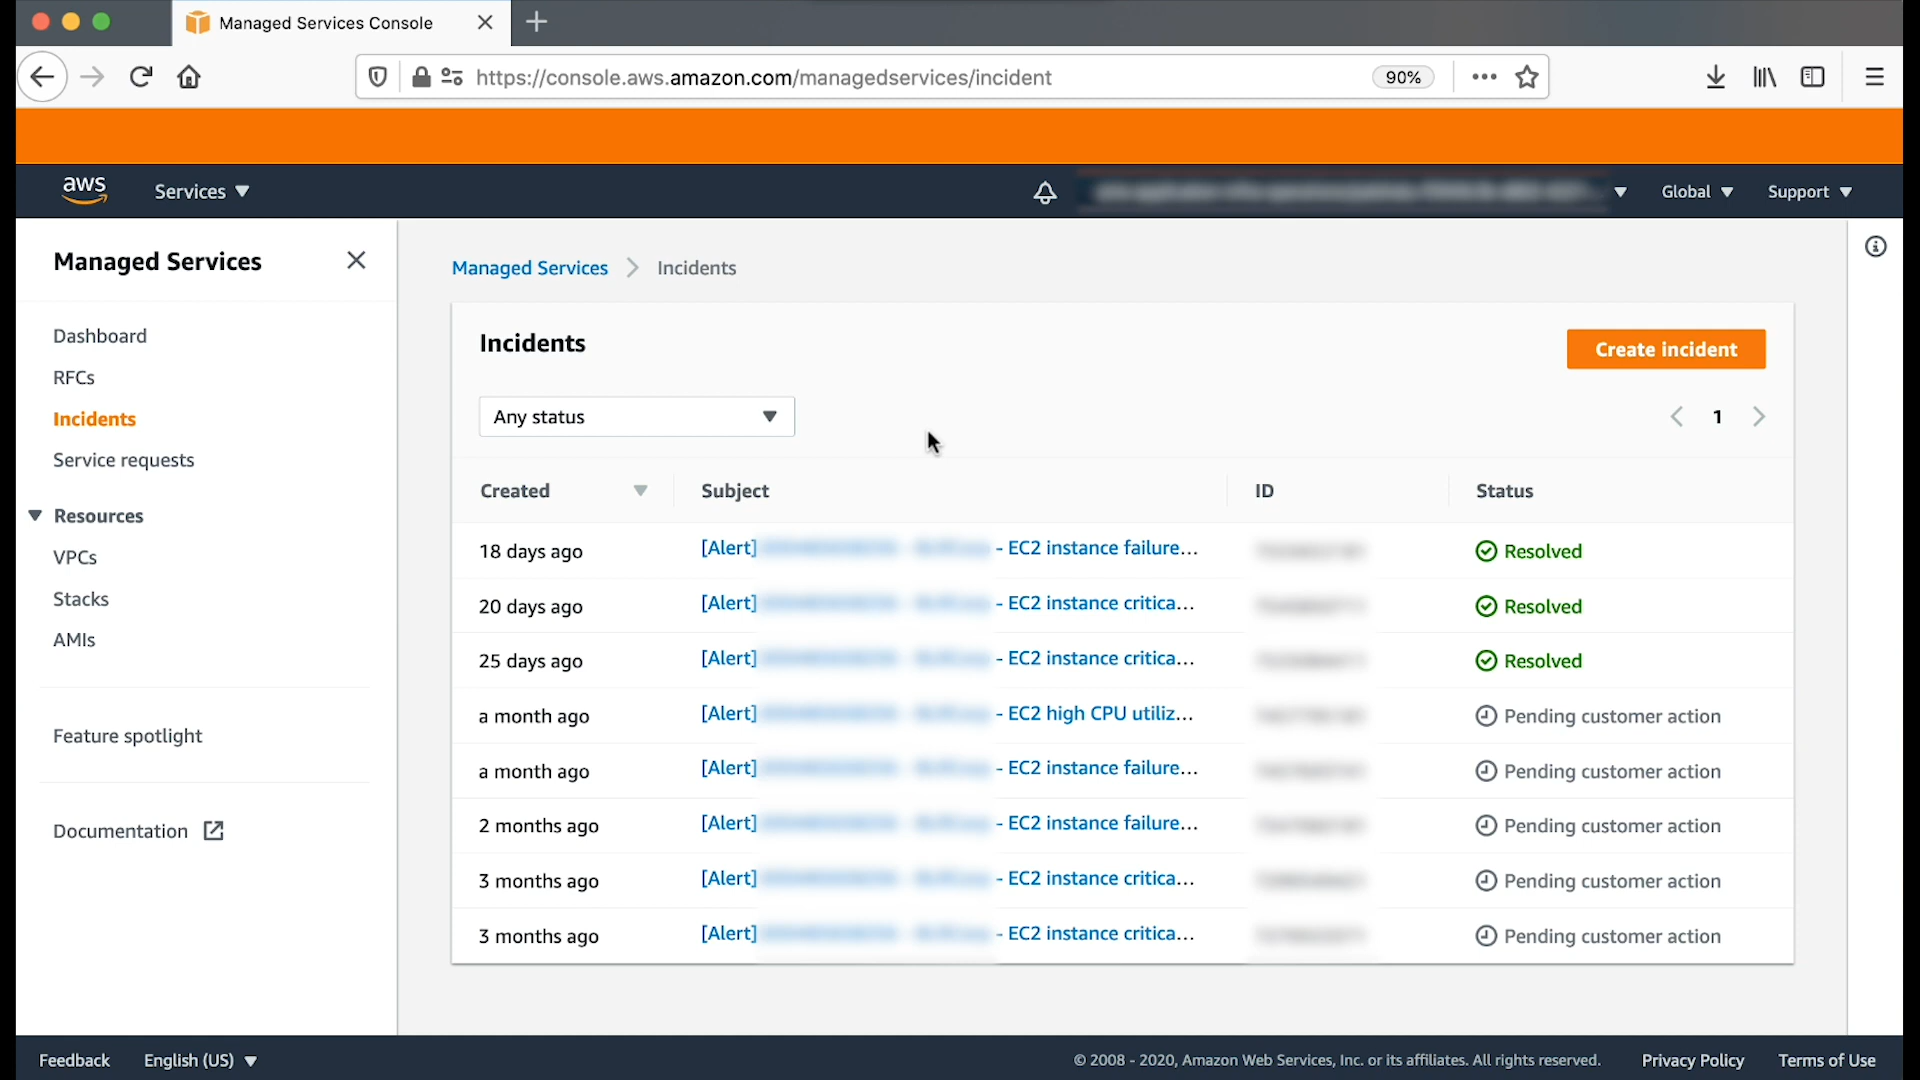 Managed Services Console
https://console.aws.amazon.com/managedservices/incident
90%
aws
Services
Global
Support
Managed Services
Dashboard
RFCs
Incidents
Service requests
Resources
VPCs
Stacks
AMIs
Feature spotlight
Documentation
Managed Services > Incidents
Incidents
Create incident
Any status
1
Created Subject ID Status
18 days ago [Alert] - EC2 instance failure... Resolved
20 days ago [Alert] - EC2 instance critica... Resolved
25 days ago [Alert] - EC2 instance critica... Resolved
a month ago [Alert] - EC2 high CPU utiliz... Pending customer action
a month ago [Alert] - EC2 instance failure... Pending customer action
2 months ago [Alert] - EC2 instance failure... Pending customer action
3 months ago [Alert] - EC2 instance critica... Pending customer action
3 months ago [Alert] - EC2 instance critica... Pending customer action
Feedback English (US) © 2008 - 2020, Amazon Web Services, Inc. or its affiliates. All rights reserved. Privacy Policy Terms of Use